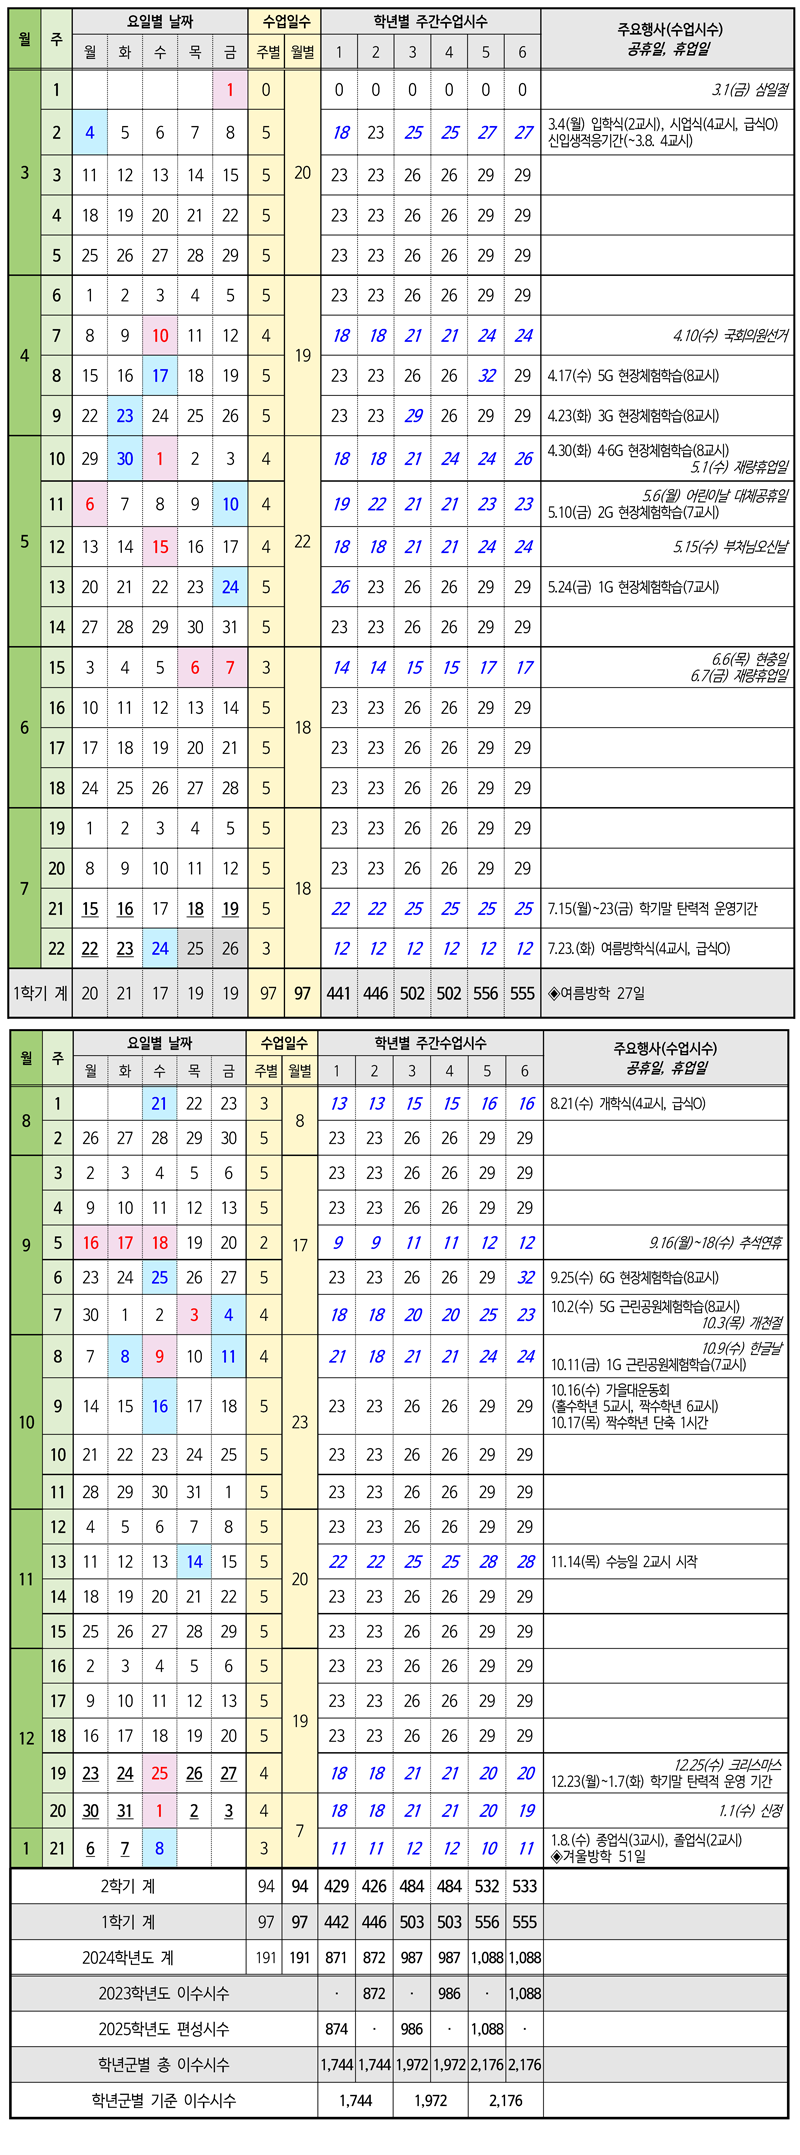 월 주 요일별 날짜 수업일수 학년별 주간수업시수 주요행사(수업시수)
월 화 수 목 금 주별 월별 1 2 3 4 5 6 공휴일, 휴업일
3 1 1 0 20 0 0 0 0 0 0 3.1(금) 삼일절
2 4 5 6 7 8 5 18 23 25 25 27 27 3.4(월) 입학식(2교시), 시업식(4교시, 급식O)
신입생적응기간(~3.8. 4교시)
3 11 12 13 14 15 5 23 23 26 26 29 29
4 18 19 20 21 22 5 23 23 26 26 29 29
5 25 26 27 28 29 5 23 23 26 26 29 29
4 6 1 2 3 4 5 5 19 23 23 26 26 29 29
7 8 9 10 11 12 4 18 18 21 21 24 24 4.10(수) 국회의원선거
8 15 16 17 18 19 5 23 23 26 26 32 29 4.17(수) 5G 현장체험학습(8교시)
9 22 23 24 25 26 5 23 23 29 26 29 29 4.23(화) 3G 현장체험학습(8교시)
5 10 29 30 1 2 3 4 22 18 18 21 24 24 26 4.30(화) 4·6G 현장체험학습(8교시)
5.1(수) 재량휴업일
11 6 7 8 9 10 4 19 22 21 21 23 23 5.6(월) 어린이날 대체공휴일
5.10(금) 2G 현장체험학습(7교시)
12 13 14 15 16 17 4 18 18 21 21 24 24 5.15(수) 부처님오신날
13 20 21 22 23 24 5 26 23 26 26 29 29 5.24(금) 1G 현장체험학습(7교시)
14 27 28 29 30 31 5 23 23 26 26 29 29
6 15 3 4 5 6 7 3 18 14 14 15 15 17 17 6.6(목) 현충일
6.7(금) 재량휴업일
16 10 11 12 13 14 5 23 23 26 26 29 29
17 17 18 19 20 21 5 23 23 26 26 29 29
18 24 25 26 27 28 5 23 23 26 26 29 29
7 19 1 2 3 4 5 5 18 23 23 26 26 29 29
20 8 9 10 11 12 5 23 23 26 26 29 29
21 15 16 17 18 19 5 22 22 25 25 25 25 7.15(월)~23(금) 학기말 탄력적 운영기간
22 22 23 24 25 26 3 12 12 12 12 12 12 7.23.(화) 여름방학식(4교시, 급식O)
1학기 계 20 21 17 19 19 97 97 441 446 502 502 556 555 ◈여름방학 27일
월 주 요일별 날짜 수업일수 학년별 주간수업시수 주요행사(수업시수)
월 화 수 목 금 주별 월별 1 2 3 4 5 6 공휴일, 휴업일
8 1 21 22 23 3 8 13 13 15 15 16 16 8.21(수) 개학식(4교시, 급식O)
2 26 27 28 29 30 5 23 23 26 26 29 29
9 3 2 3 4 5 6 5 17 23 23 26 26 29 29
4 9 10 11 12 13 5 23 23 26 26 29 29
5 16 17 18 19 20 2 9 9 11 11 12 12 9.16(월)~18(수) 추석연휴
6 23 24 25 26 27 5 23 23 26 26 29 32 9.25(수) 6G 현장체험학습(8교시)
7 30 1 2 3 4 4 18 18 20 20 25 23 10.2(수) 5G 근린공원체험학습(8교시)
10.3(목) 개천절
10 8 7 8 9 10 11 4 23 21 18 21 21 24 24 10.9(수) 한글날
10.11(금) 1G 근린공원체험학습(7교시)
9 14 15 16 17 18 5 23 23 26 26 29 29 10.16(수) 가을대운동회
(홀수학년 5교시, 짝수학년 6교시)
10.17(목) 짝수학년 단축 1시간
10 21 22 23 24 25 5 23 23 26 26 29 29
11 28 29 30 31 1 5 23 23 26 26 29 29
11 12 4 5 6 7 8 5 20 23 23 26 26 29 29
13 11 12 13 14 15 5 22 22 25 25 28 28 11.14(목) 수능일 2교시 시작
14 18 19 20 21 22 5 23 23 26 26 29 29
15 25 26 27 28 29 5 23 23 26 26 29 29
12 16 2 3 4 5 6 5 19 23 23 26 26 29 29
17 9 10 11 12 13 5 23 23 26 26 29 29
18 16 17 18 19 20 5 23 23 26 26 29 29
19 23 24 25 26 27 4 18 18 21 21 20 20 12.25(수) 크리스마스
12.23(월)~1.7(화) 학기말 탄력적 운영 기간
20 30 31 1 2 3 4 7 18 18 21 21 20 19 1.1(수) 신정
1 21 6 7 8 3 11 11 12 12 10 11 1.8.(수) 종업식(3교시), 졸업식(2교시)
◈겨울방학 51일
2학기 계 94 94 429 426 484 484 532 533
1학기 계 97 97 442 446 503 503 556 555
2024학년도 계 191 191 871 872 987 987 1,088 1,088
2023학년도 이수시수 · 872 · 986 · 1,088
2025학년도 편성시수 874 · 986 · 1,088 ·
학년군별 총 이수시수 1,744 1,744 1,972 1,972 2,176 2,176
학년군별 기준 이수시수 1,744 1,972 2,176